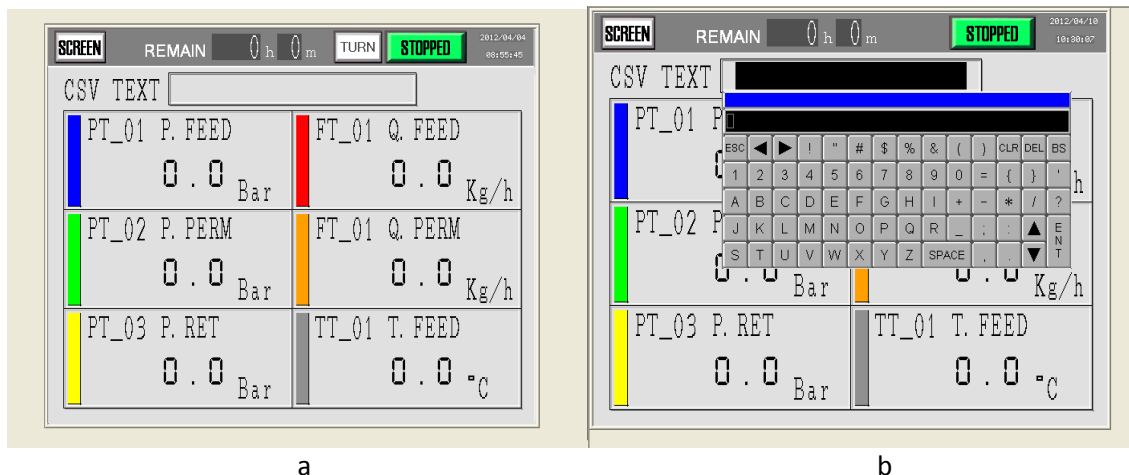 SCREEN REMAIN 0 h 0 m TURN STOPPED 2012/04/04 08:55:45
CSV TEXT
PT_01 P. FEED
0.0 Bar
FT_01 Q. FEED
0.0 Kg/h
PT_02 P. PERM
0.0 Bar
FT_01 Q. PERM
0.0 Kg/h
PT_03 P. RET
0.0 Bar
TT_01 T. FEED
0.0 °C
a
SCREEN REMAIN 0 h 0 m STOPPED 2012/04/10 10:30:07
CSV TEXT
PT_01 P
h
ESC ◀ ▶ ! " # $ % & ( ) CLR DEL BS
1 2 3 4 5 6 7 8 9 0 = { } '
A B C D E F G H I + - * / ?
J K L M N O P Q R _ ; : ▲ ENT
S T U V W X Y Z SPACE , . ▼
PT_02 P
0.0 Bar
0.0 Kg/h
PT_03 P. RET
0.0 Bar
TT_01 T. FEED
0.0 °C
b